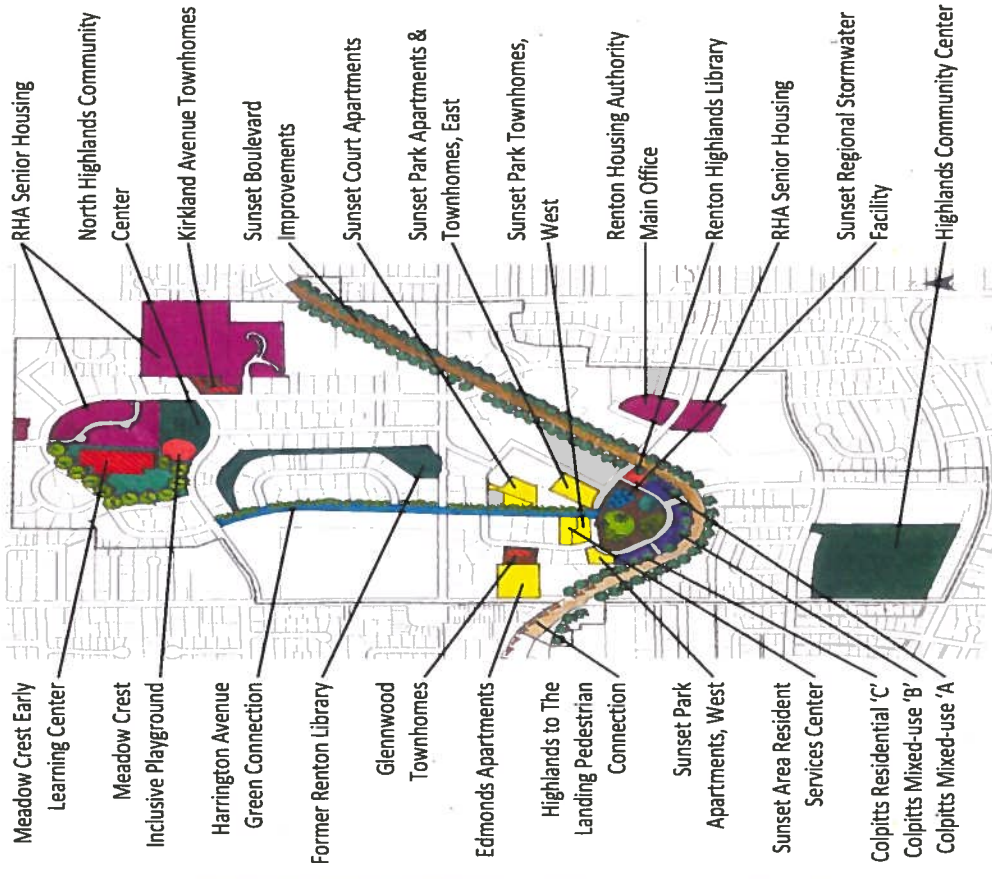 RHA Senior Housing
North Highlands Community
Center
Kirkland Avenue Townhomes
Sunset Boulevard
Improvements
Sunset Court Apartments
Sunset Park Apartments &
Townhomes, East
Sunset Park Townhomes,
West
Renton Housing Authority
Main Office
Renton Highlands Library
RHA Senior Housing
Sunset Regional Stormwater
Facility
Highlands Community Center
Meadow Crest Early
Learning Center
Meadow Crest
Inclusive Playground
Harrington Avenue
Green Connection
Former Renton Library
Glennwood
Townhomes
Edmonds Apartments
Highlands to The
Landing Pedestrian
Connection
Sunset Park
Apartments, West
Sunset Area Resident
Services Center
Colpitts Residential ‘C’
Colpitts Mixed-use ‘B’
Colpitts Mixed-use ‘A